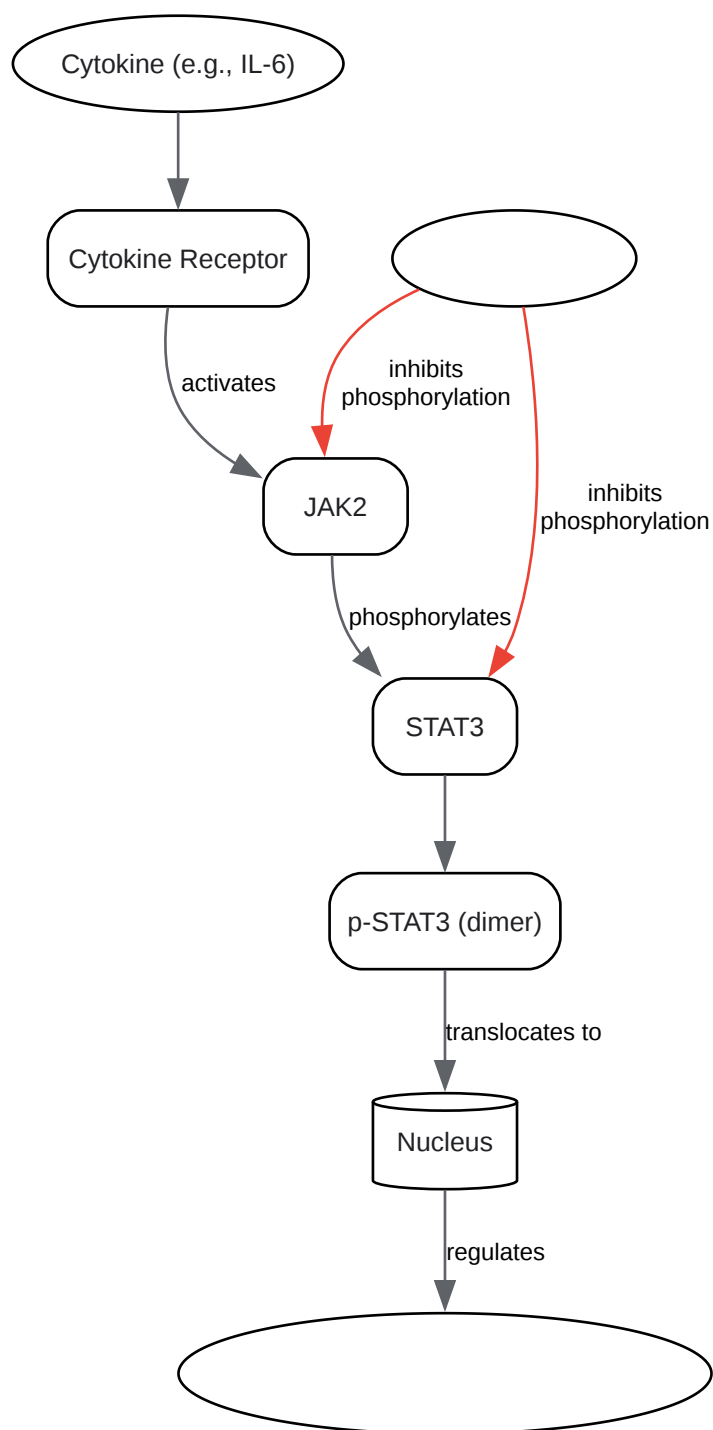 Cytokine (e.g., IL-6)
Cytokine Receptor
activates
inhibits
phosphorylation
JAK2
inhibits
phosphorylation
phosphorylates
STAT3
p-STAT3 (dimer)
translocates to
Nucleus
regulates